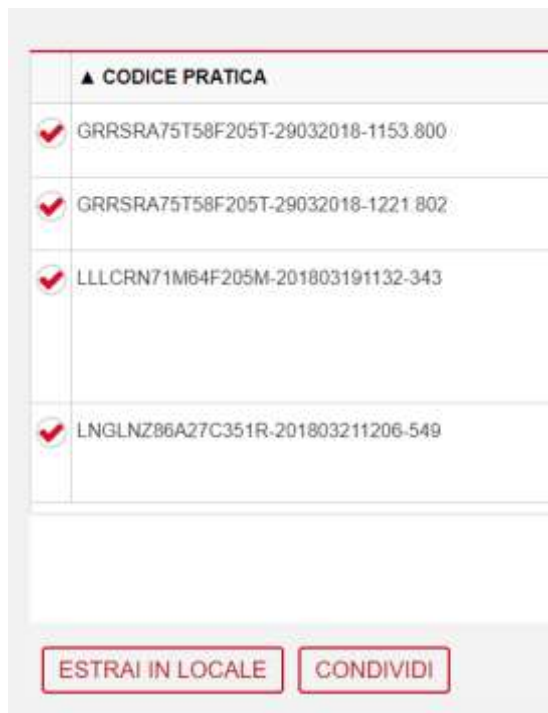 ▲ CODICE PRATICA
GRRSRA75T58F205T-29032018-1153.800
GRRSRA75T58F205T-29032018-1221.802
LLLCRN71M64F205M-201803191132-343
LNGLNZ86A27C351R-201803211206-549
ESTRAI IN LOCALE CONDIVIDI